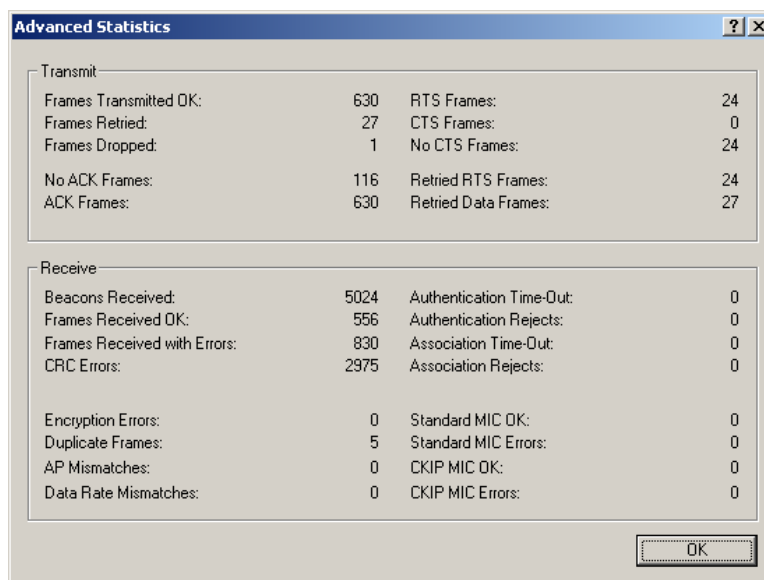 Advanced Statistics
Transmit
Frames Transmitted OK: 630 RTS Frames: 24
Frames Retried: 27 CTS Frames: 0
Frames Dropped: 1 No CTS Frames: 24
No ACK Frames: 116 Retried RTS Frames: 24
ACK Frames: 630 Retried Data Frames: 27
Receive
Beacons Received: 5024 Authentication Time-Out: 0
Frames Received OK: 556 Authentication Rejects: 0
Frames Received with Errors: 830 Association Time-Out: 0
CRC Errors: 2975 Association Rejects: 0
Encryption Errors: 0 Standard MIC OK: 0
Duplicate Frames: 5 Standard MIC Errors: 0
AP Mismatches: 0 CKIP MIC OK: 0
Data Rate Mismatches: 0 CKIP MIC Errors: 0
OK